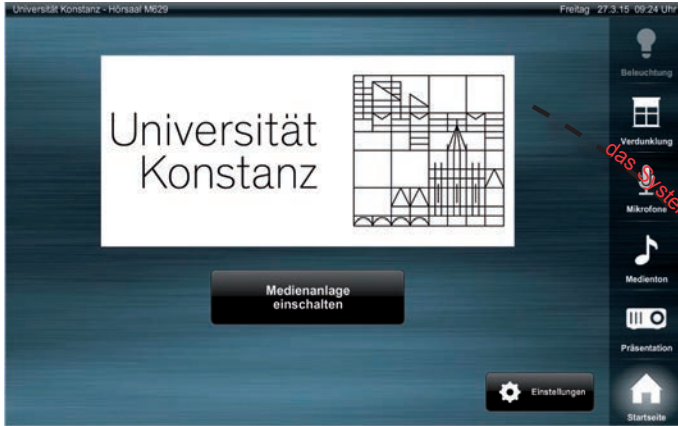 Universität Konstanz - Hörsaal M629
Freitag 27.3.15 09:24 Uhr
Universität
Konstanz
Beleuchtung
Verdunklung
das System
Mikrofone
Medienton
Präsentation
Startseite
Medienanlage
einschalten
Einstellungen